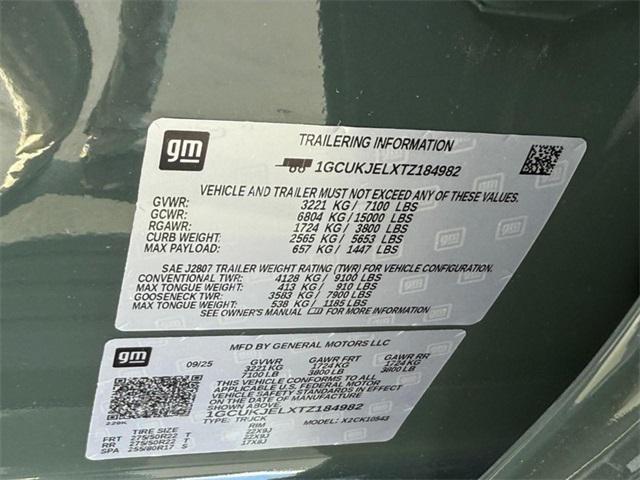 gm
TRAILERING INFORMATION
1GCUKJELXTZ184982
VEHICLE AND TRAILER MUST NOT EXCEED ANY OF THESE VALUES.
GVWR: 3221 KG / 7100 LBS
GCWR: 6804 KG / 15000 LBS
RGAWR: 1724 KG / 3800 LBS
CURB WEIGHT: 2565 KG / 5653 LBS
MAX PAYLOAD: 657 KG / 1447 LBS
SAE J2807 TRAILER WEIGHT RATING (TWR) FOR VEHICLE CONFIGURATION.
CONVENTIONAL TWR: 4128 KG / 9100 LBS
MAX TONGUE WEIGHT: 413 KG / 910 LBS
GOOSENECK TWR: 3583 KG / 7900 LBS
MAX TONGUE WEIGHT: 538 KG / 1185 LBS
SEE OWNER'S MANUAL FOR MORE INFORMATION
gm
MFD BY GENERAL MOTORS LLC
09/25 GVWR GAWR FRT GAWR RR
3221KG 1724KG 1724KG
7100 LB 3800 LB 3800 LB
THIS VEHICLE CONFORMS TO ALL
APPLICABLE U.S. FEDERAL MOTOR
VEHICLE SAFETY STANDARDS IN EFFECT
ON THE DATE OF MANUFACTURE
SHOWN ABOVE.
1GCUKJELXTZ184982
TYPE: TRUCK MODEL: X2CK10543
TIRE SIZE RIM
FRT 275/50R22 T 22X9J
RR 275/50R22 T 22X9J
SPA 255/80R17 S 17X8J